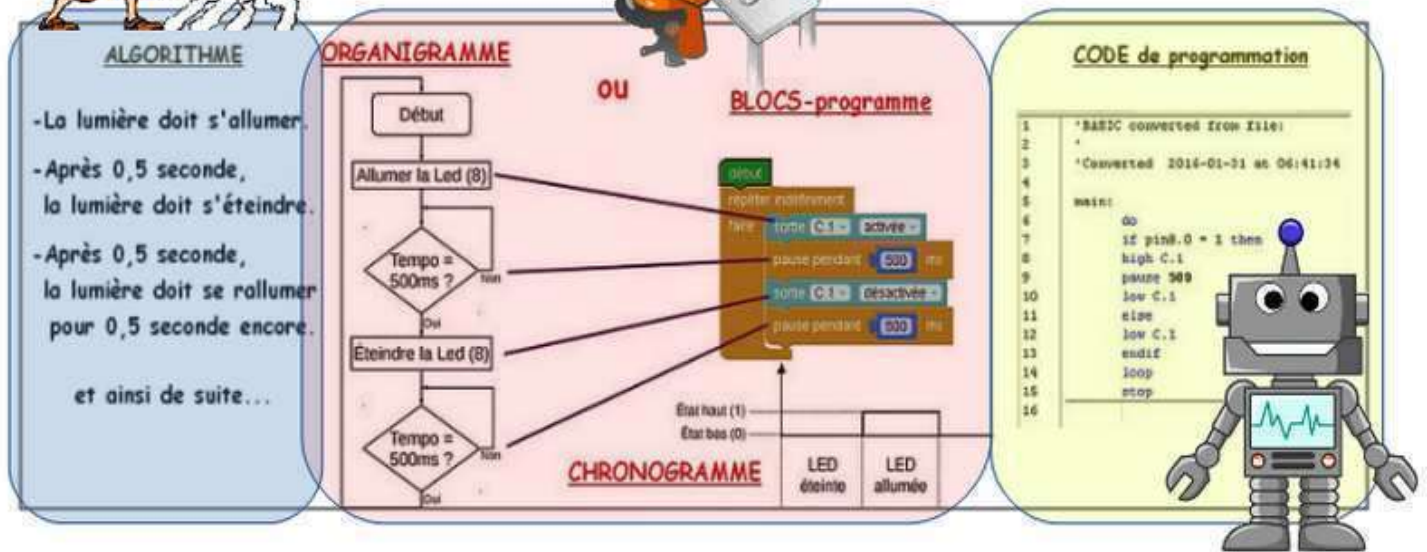 ALGORITHME
-La lumière doit s'allumer.
-Après 0,5 seconde,
la lumière doit s'éteindre.
-Après 0,5 seconde,
la lumière doit se rallumer
pour 0,5 seconde encore.
et ainsi de suite...
ORGANIGRAMME
Début
Allumer la Led (8)
Tempo =
500ms ?
Non
Oui
Éteindre la Led (8)
Tempo =
500ms ?
Non
Oui
ou
BLOCS-programme
début
répéter indéfiniment
faire sortie C.1 activée
pause pendant 500 ms
sortie C.1 désactivée
pause pendant 500 ms
État haut (1)
État bas (0)
CHRONOGRAMME
LED
éteinte
LED
allumée
CODE de programmation
1 'BASIC converted from file:
2 '
3 'Converted 2016-01-31 at 06:41:34
4
5 main:
6 do
7 if pinB.0 = 1 then
8 high C.1
9 pause 500
10 low C.1
11 else
12 low C.1
13 endif
14 loop
15 stop
16